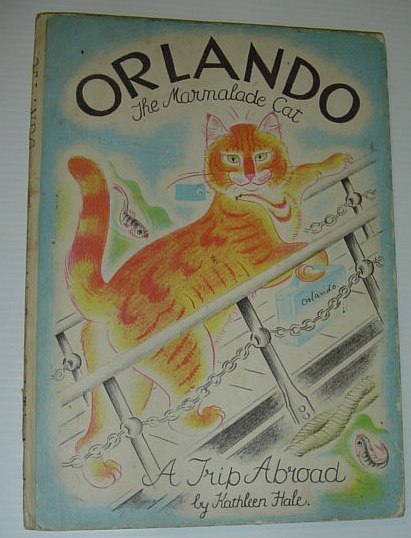 ORLANDO
The Marmalade Cat
Orlando
A Trip Abroad
by Kathleen Hale.